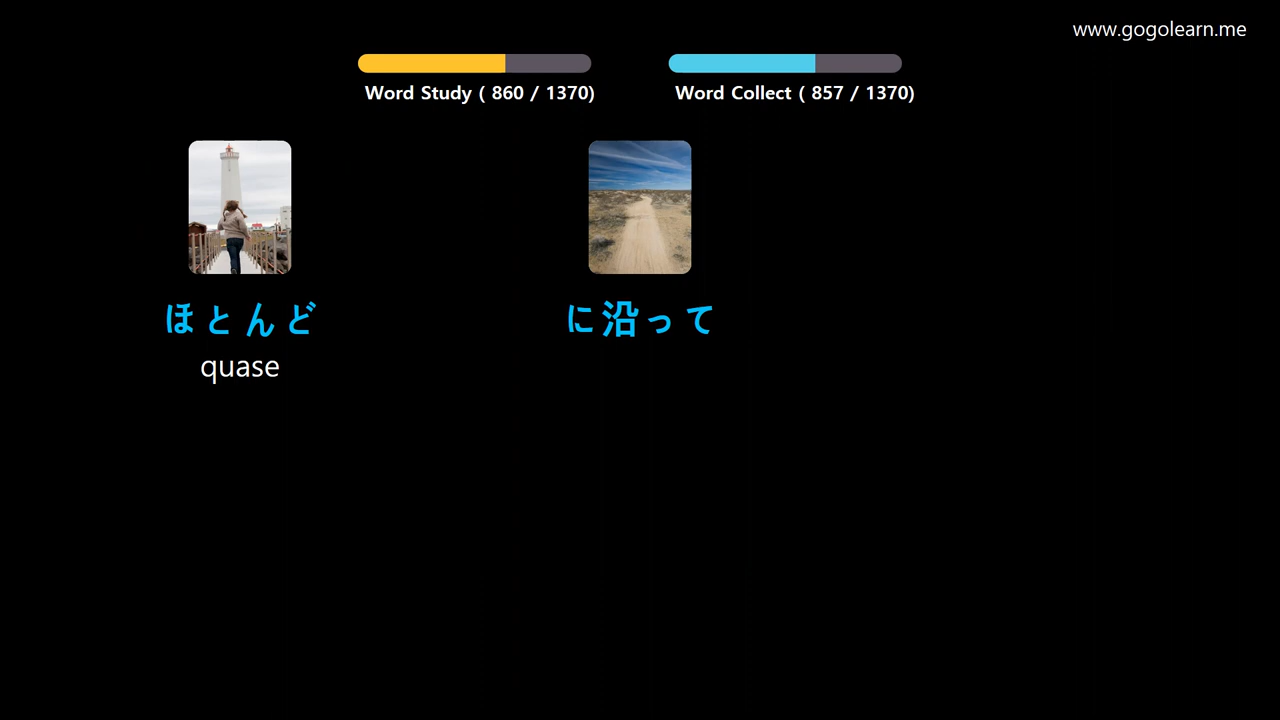 www.gogolearn.me
Word Study ( 860 / 1370)
Word Collect ( 857 / 1370)
ほとんど
quase
に沿って